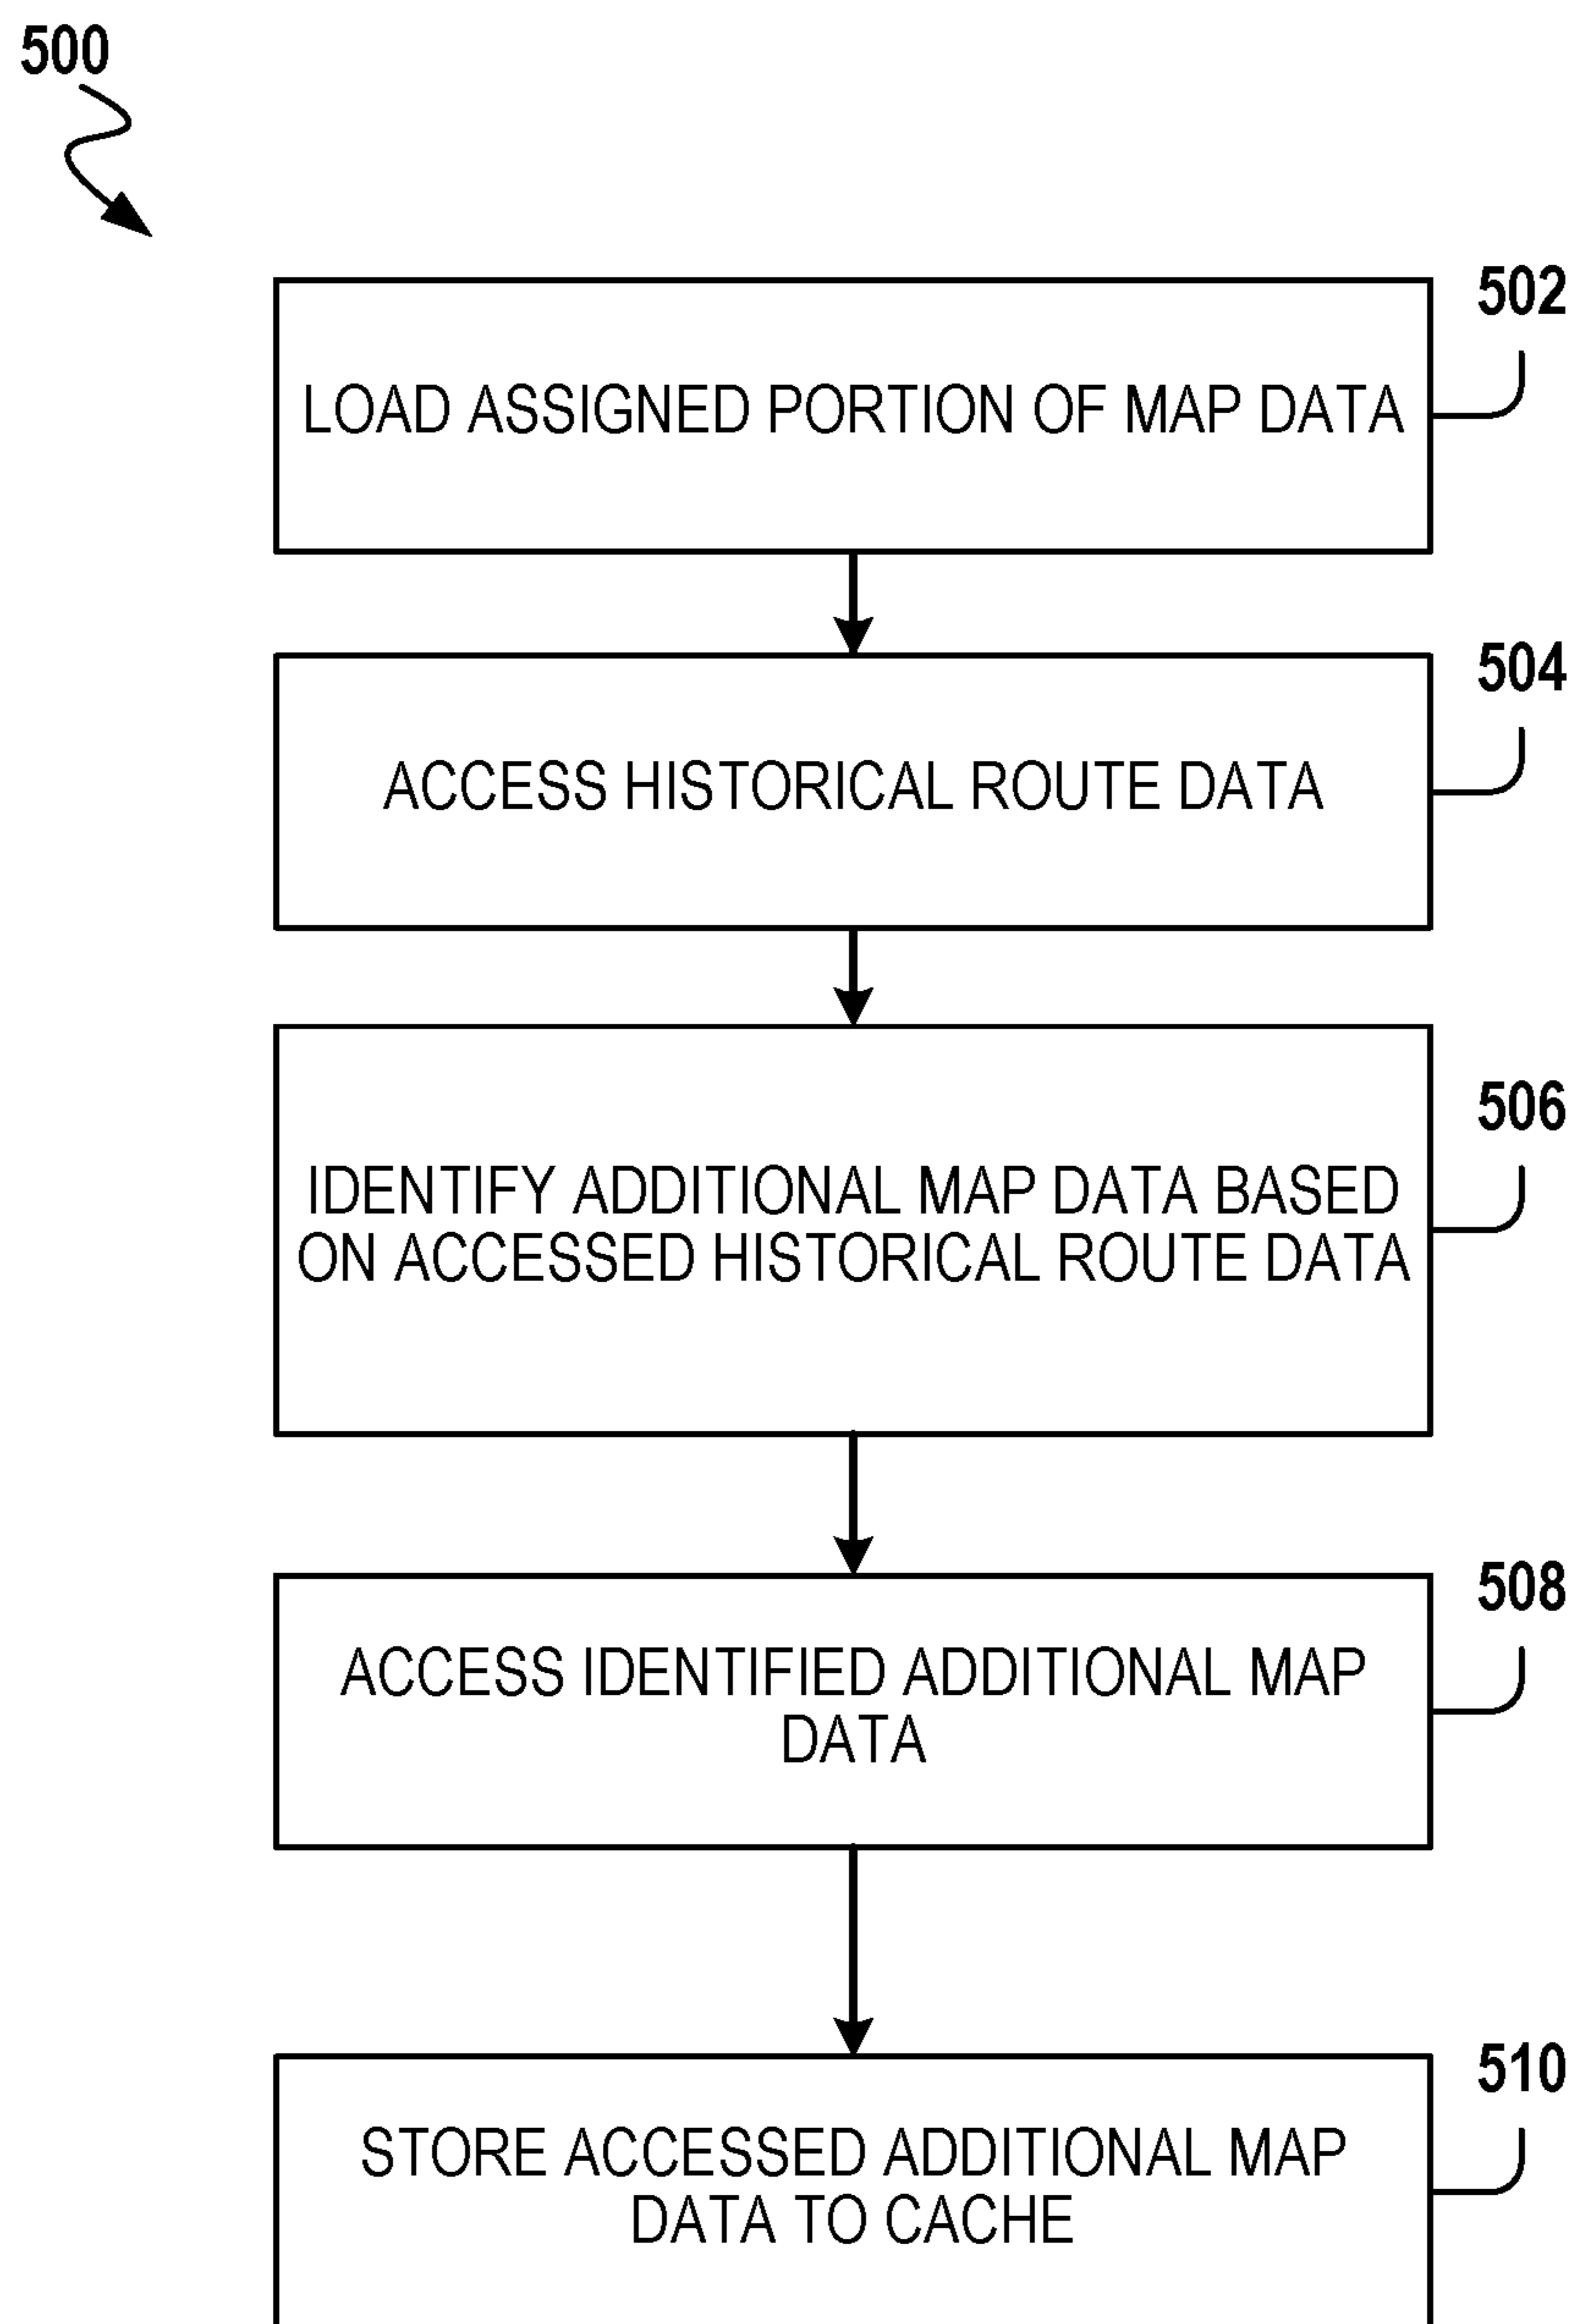 500
502
LOAD ASSIGNED PORTION OF MAP DATA
504
ACCESS HISTORICAL ROUTE DATA
506
IDENTIFY ADDITIONAL MAP DATA BASED
ON ACCESSED HISTORICAL ROUTE DATA
508
ACCESS IDENTIFIED ADDITIONAL MAP
DATA
510
STORE ACCESSED ADDITIONAL MAP
DATA TO CACHE